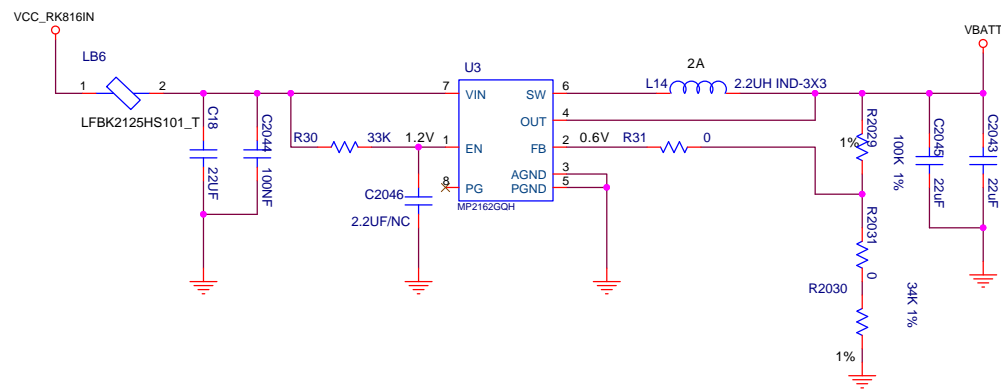 VCC_RK816IN
VBATT
LB6
1
2
LFBK2125HS101_T
C18
22UF
C2044
100NF
R30
33K
1.2V
C2046
2.2UF/NC
U3
7
VIN
1
EN
8
PG
SW
6
OUT
4
FB
2
AGND
3
PGND
5
MP2162GQH
2A
L14
2.2UH IND-3X3
0.6V
R31
0
R2029
1%
100K 1%
C2045
22uF
C2043
22uF
R2031
0
R2030
34K 1%
1%